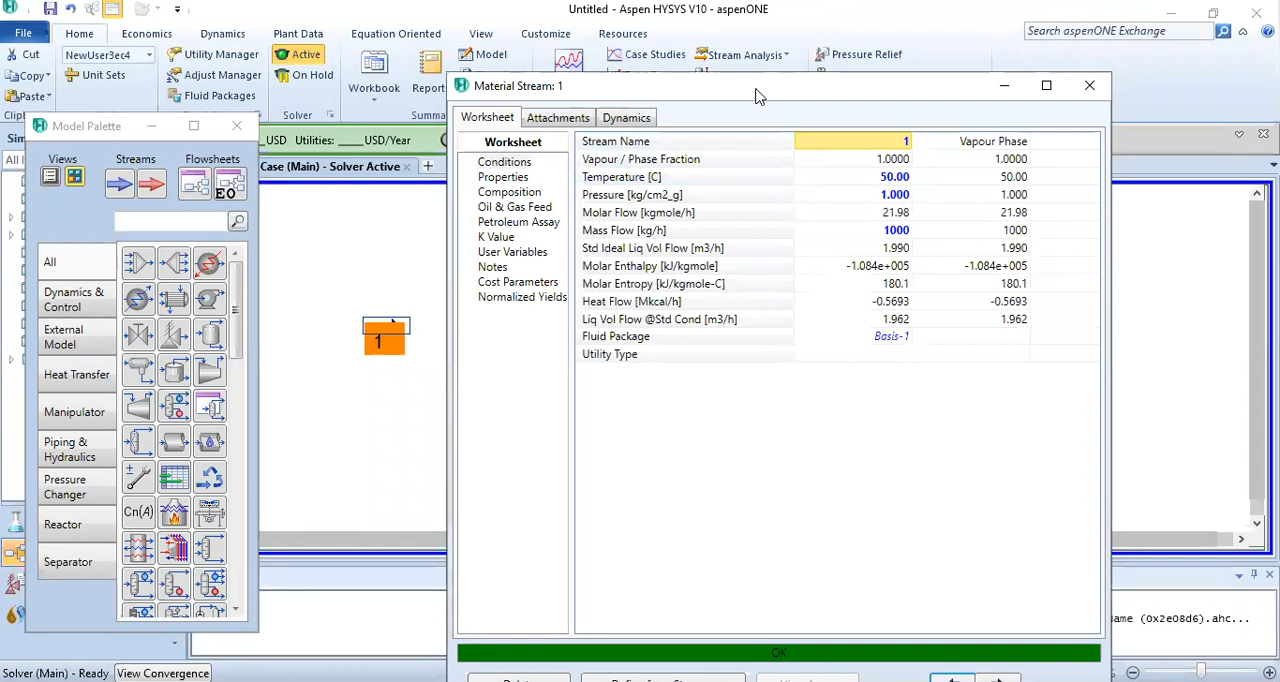 Untitled - Aspen HYSYS V10 - aspenONE
File Home Economics Dynamics Plant Data Equation Oriented View Customize Resources
Search aspenONE Exchange
Cut
Copy
Paste
NewUser3ec4
Unit Sets
Utility Manager
Adjust Manager
Fluid Packages
Active
On Hold
Solver
Workbook
Report
Summa
Model
Case Studies
Stream Analysis
Pressure Relief
USD Utilities: ____ USD/Year
Case (Main) - Solver Active
Model Palette
Views Streams Flowsheets
EO
All
Dynamics & Control
External Model
Heat Transfer
Manipulator
Piping & Hydraulics
Pressure Changer
Reactor
Separator
Cn(A)
1
Material Stream: 1
Worksheet Attachments Dynamics
Worksheet
Conditions
Properties
Composition
Oil & Gas Feed
Petroleum Assay
K Value
User Variables
Notes
Cost Parameters
Normalized Yields
Stream Name 1 Vapour Phase
Vapour / Phase Fraction 1.0000 1.0000
Temperature [C] 50.00 50.00
Pressure [kg/cm2_g] 1.000 1.000
Molar Flow [kgmole/h] 21.98 21.98
Mass Flow [kg/h] 1000 1000
Std Ideal Liq Vol Flow [m3/h] 1.990 1.990
Molar Enthalpy [kJ/kgmole] -1.084e+005 -1.084e+005
Molar Entropy [kJ/kgmole-C] 180.1 180.1
Heat Flow [Mkcal/h] -0.5693 -0.5693
Liq Vol Flow @Std Cond [m3/h] 1.962 1.962
Fluid Package Basis-1
Utility Type
OK
ame (0x2e08d6).ahc...
Solver (Main) - Ready View Convergence